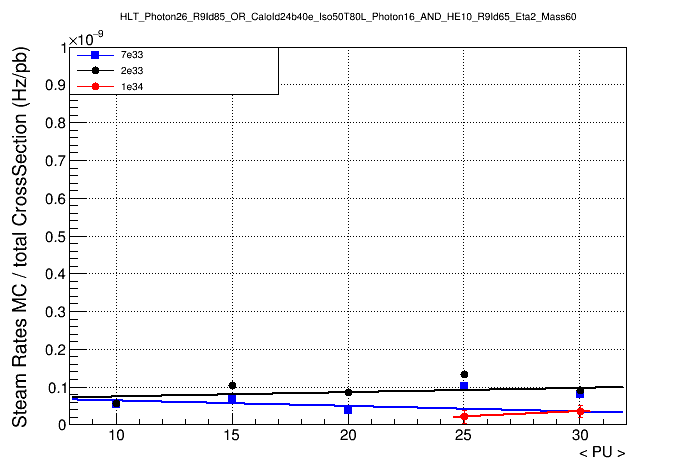 HLT_Photon26_R9Id85_OR_CaloId24b40e_Iso50T80L_Photon16_AND_HE10_R9Id65_Eta2_Mass60
×10⁻⁹
7e33
2e33
1e34
Steam Rates MC / total CrossSection (Hz/pb)
1
0.9
0.8
0.7
0.6
0.5
0.4
0.3
0.2
0.1
0
10 15 20 25 30
< PU >